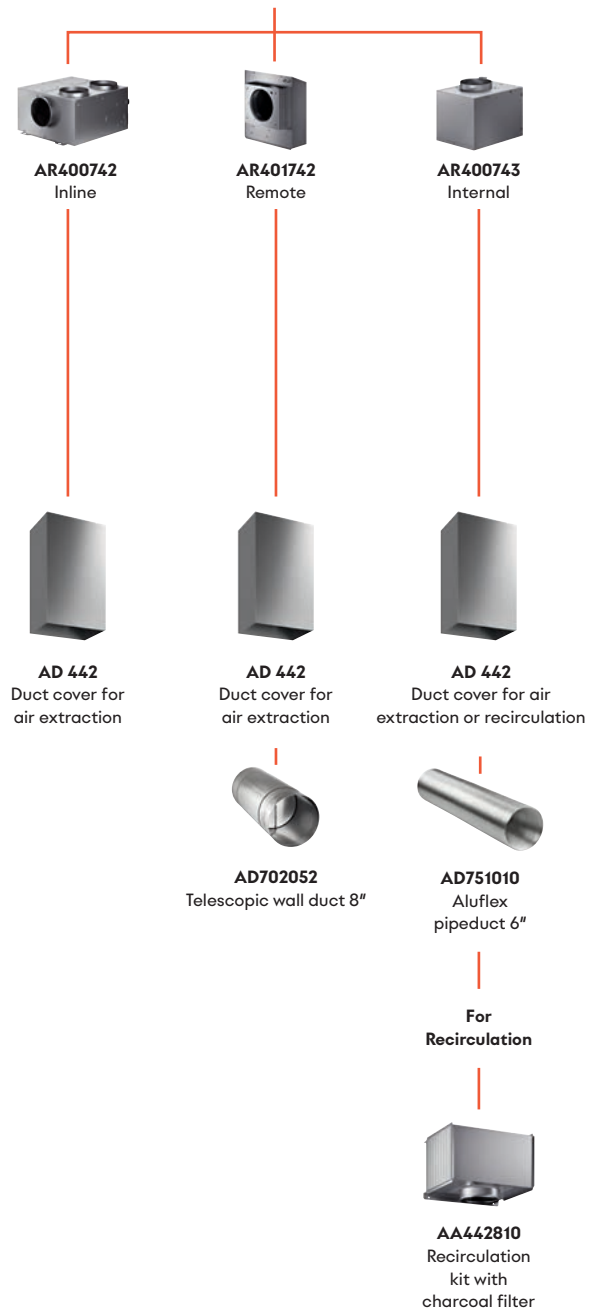 AR400742
Inline
AR401742
Remote
AR400743
Internal
AD 442
Duct cover for
air extraction
AD 442
Duct cover for
air extraction
AD 442
Duct cover for air
extraction or recirculation
AD702052
Telescopic wall duct 8"
AD751010
Aluflex
pipeduct 6"
For
Recirculation
AA442810
Recirculation
kit with
charcoal filter